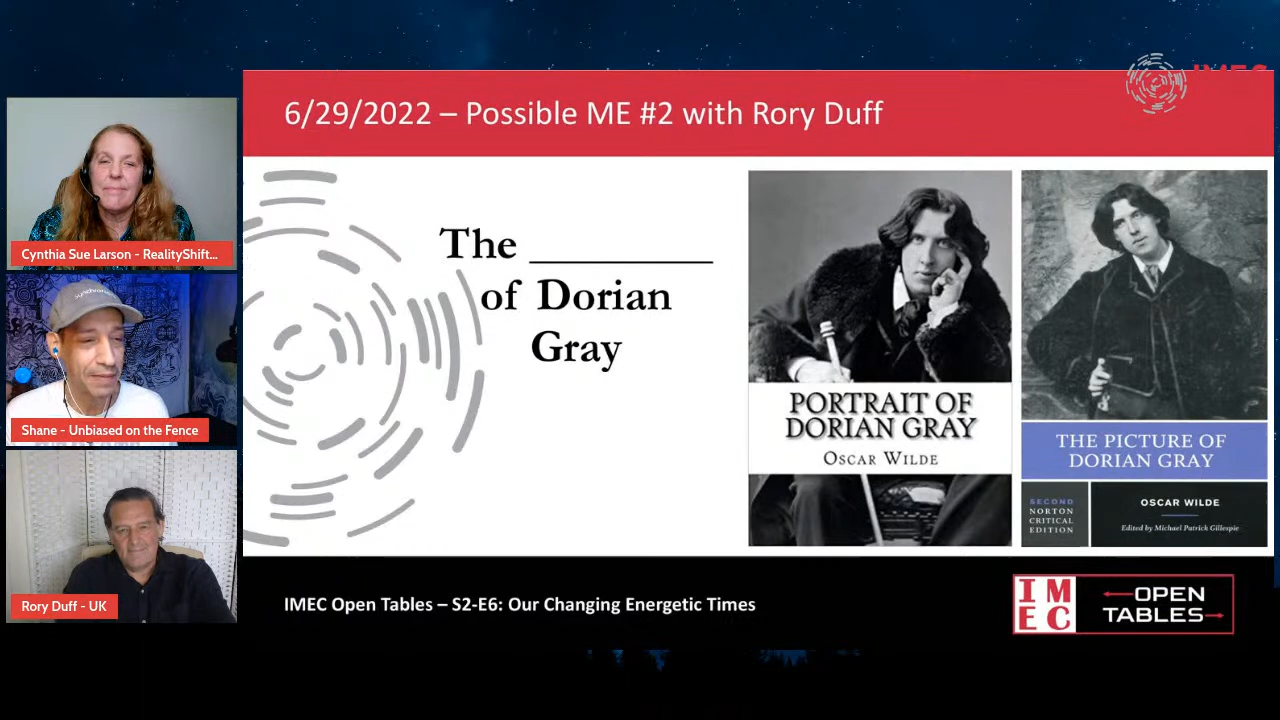 6/29/2022 – Possible ME #2 with Rory Duff
IMEC
Cynthia Sue Larson - RealityShift...
Shane - Unbiased on the Fence
Rory Duff - UK
The __________
of Dorian
Gray
PORTRAIT OF
DORIAN GRAY
OSCAR WILDE
THE PICTURE OF
DORIAN GRAY
SECOND
NORTON
CRITICAL
EDITION
OSCAR WILDE
Edited by Michael Patrick Gillespie
IMEC Open Tables – S2-E6: Our Changing Energetic Times
IM
EC
OPEN
TABLES